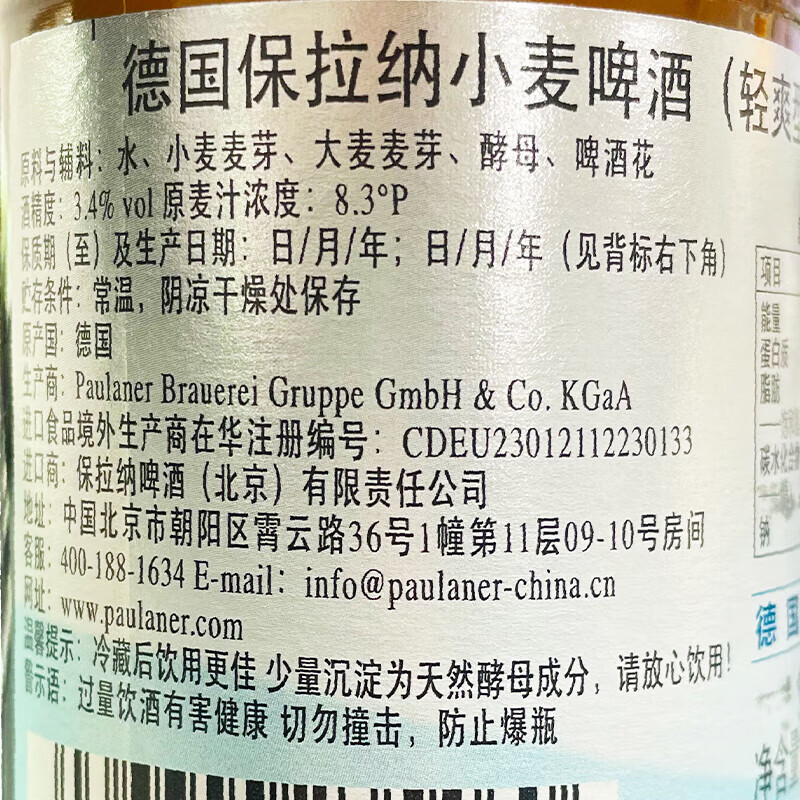 德国保拉纳小麦啤酒（轻爽
原料与辅料：水、小麦麦芽、大麦麦芽、酵母、啤酒花
酒精度：3.4% vol 原麦汁浓度：8.3°P
保质期（至）及生产日期：日/月/年；日/月/年（见背标右下角）
贮存条件：常温，阴凉干燥处保存
原产国：德国
生产商：Paulaner Brauerei Gruppe GmbH & Co. KGaA
进口食品境外生产商在华注册编号：CDEU23012112230133
进口商：保拉纳啤酒（北京）有限责任公司
地址：中国北京市朝阳区霄云路36号1幢第11层09-10号房间
客服：400-188-1634 E-mail：info@paulaner-china.cn
网址：www.paulaner.com
温馨提示：冷藏后饮用更佳 少量沉淀为天然酵母成分，请放心饮用！
警示语：过量饮酒有害健康 切勿撞击，防止爆瓶
项目
能量
蛋白质
脂肪
碳水化合物
钠
德国
净含量